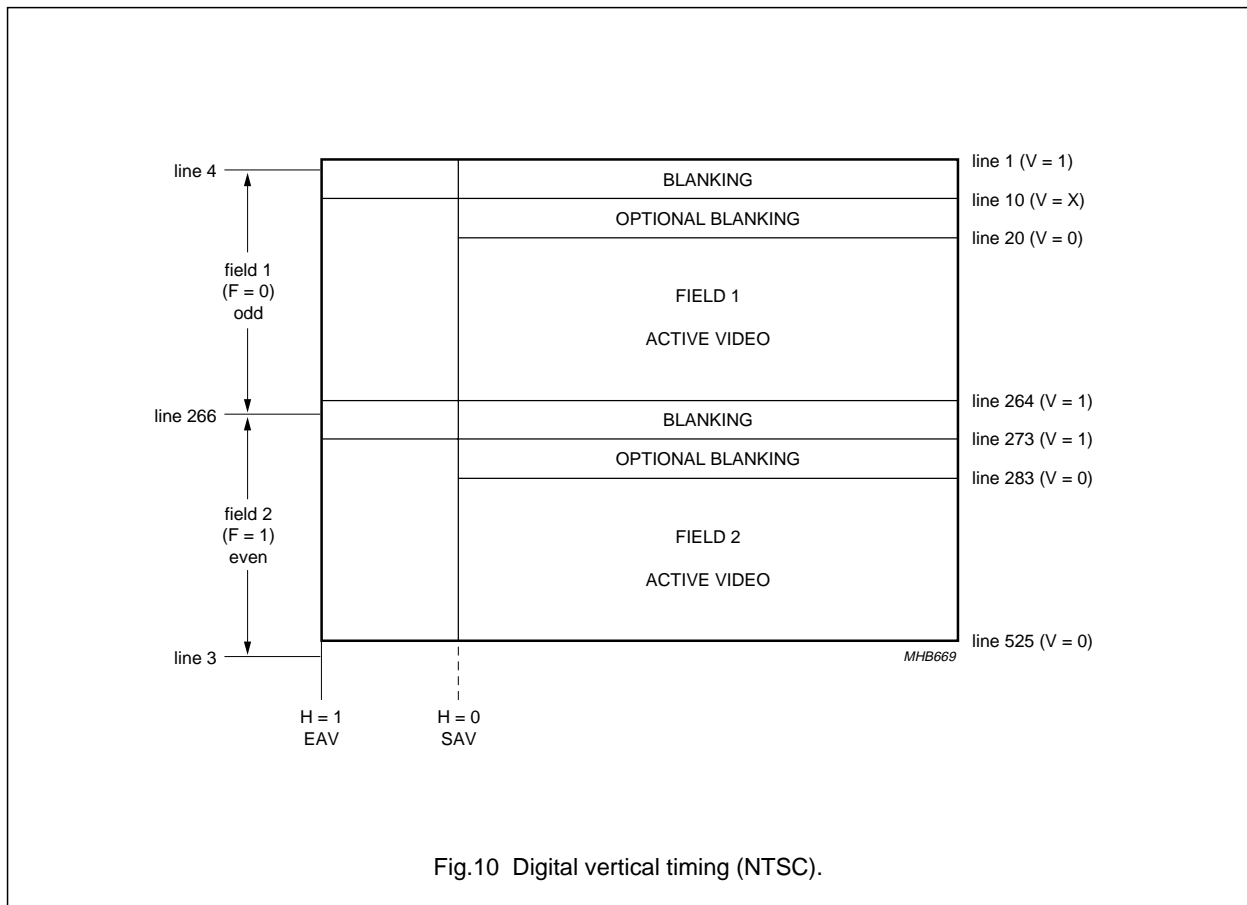 line 4
field 1
(F = 0)
odd
line 266
field 2
(F = 1)
even
line 3
BLANKING
OPTIONAL BLANKING
FIELD 1
ACTIVE VIDEO
BLANKING
OPTIONAL BLANKING
FIELD 2
ACTIVE VIDEO
line 1 (V = 1)
line 10 (V = X)
line 20 (V = 0)
line 264 (V = 1)
line 273 (V = 1)
line 283 (V = 0)
line 525 (V = 0)
MHB669
H = 1
EAV
H = 0
SAV
Fig.10 Digital vertical timing (NTSC).